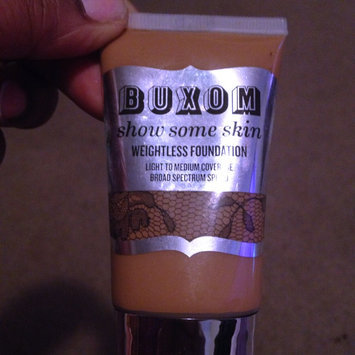 BUXOM
show some skin
WEIGHTLESS FOUNDATION
LIGHT TO MEDIUM
BROAD SPECTRUM